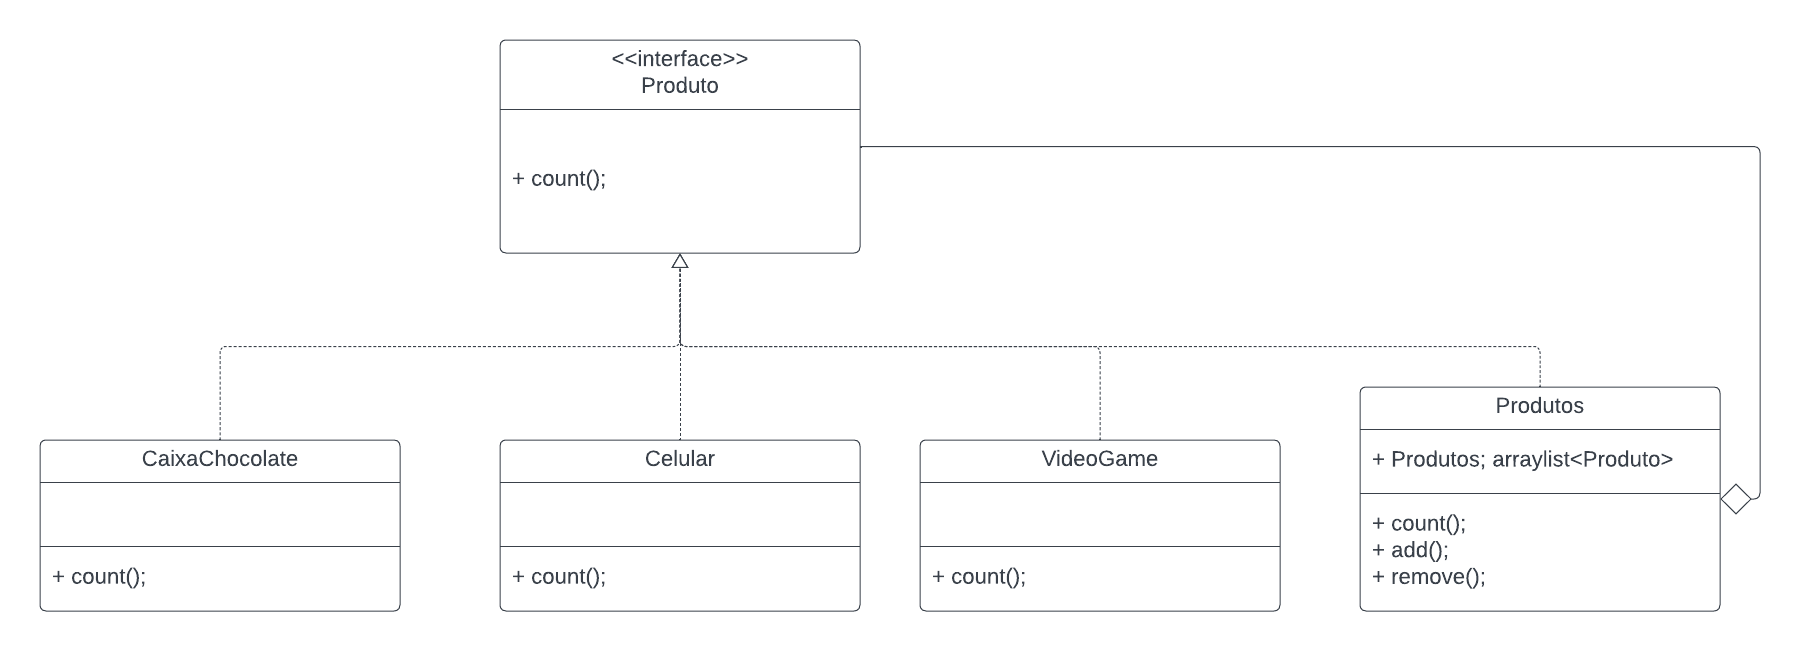 <<interface>>
Produto
+ count();
CaixaChocolate
+ count();
Celular
+ count();
VideoGame
+ count();
Produtos
+ Produtos; arraylist<Produto>
+ count();
+ add();
+ remove();